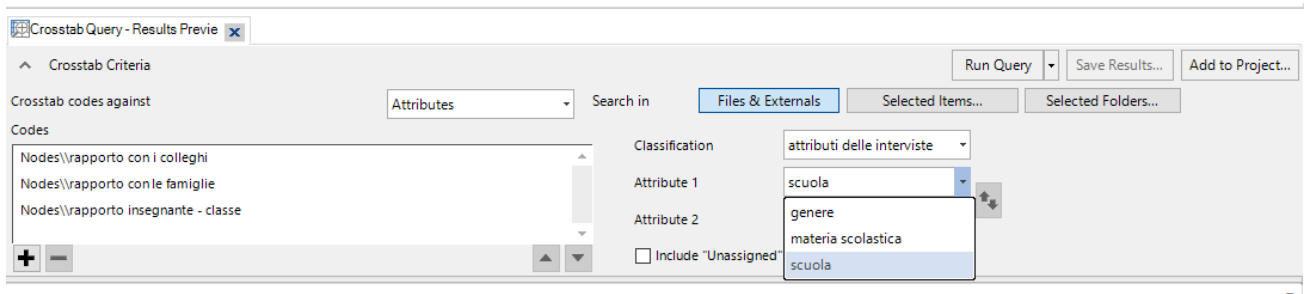 Crosstab Query - Results Previe
Crosstab Criteria
Run Query
Save Results...
Add to Project...
Crosstab codes against
Attributes
Search in
Files & Externals
Selected Items...
Selected Folders...
Codes
Nodes\\rapporto con i colleghi
Nodes\\rapporto con le famiglie
Nodes\\rapporto insegnante - classe
Classification
attributi delle interviste
Attribute 1
scuola
Attribute 2
genere
materia scolastica
scuola
Include "Unassigned"